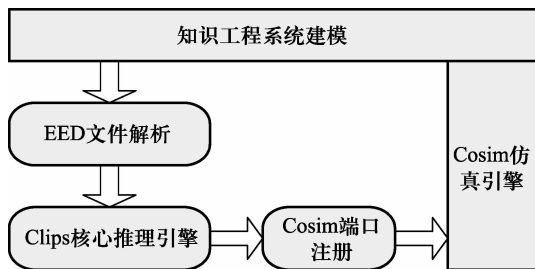 知识工程系统建模
EED文件解析
Cosim仿
真引擎
Clips核心推理引擎
Cosim端口
注册